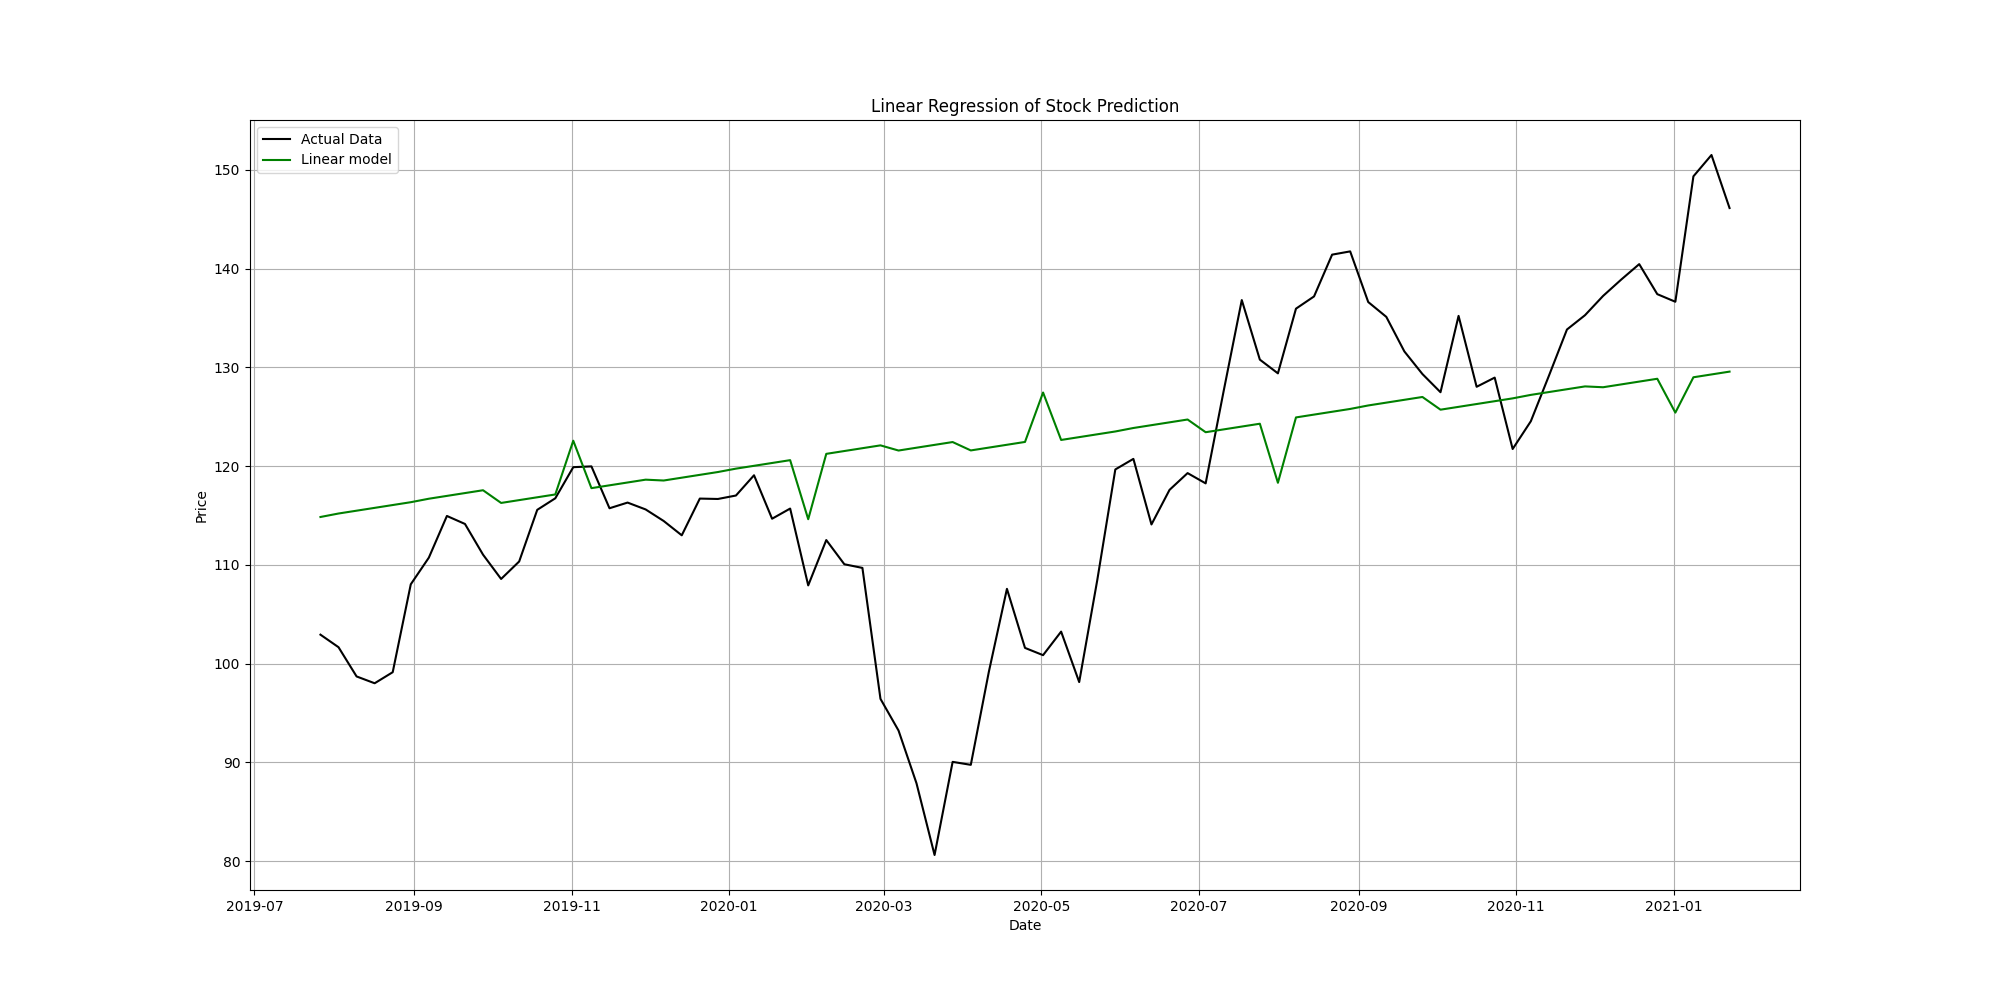 Linear Regression of Stock Prediction
Actual Data
Linear model
150
140
130
120
110
100
90
80
Price
2019-07 2019-09 2019-11 2020-01 2020-03 2020-05 2020-07 2020-09 2020-11 2021-01
Date